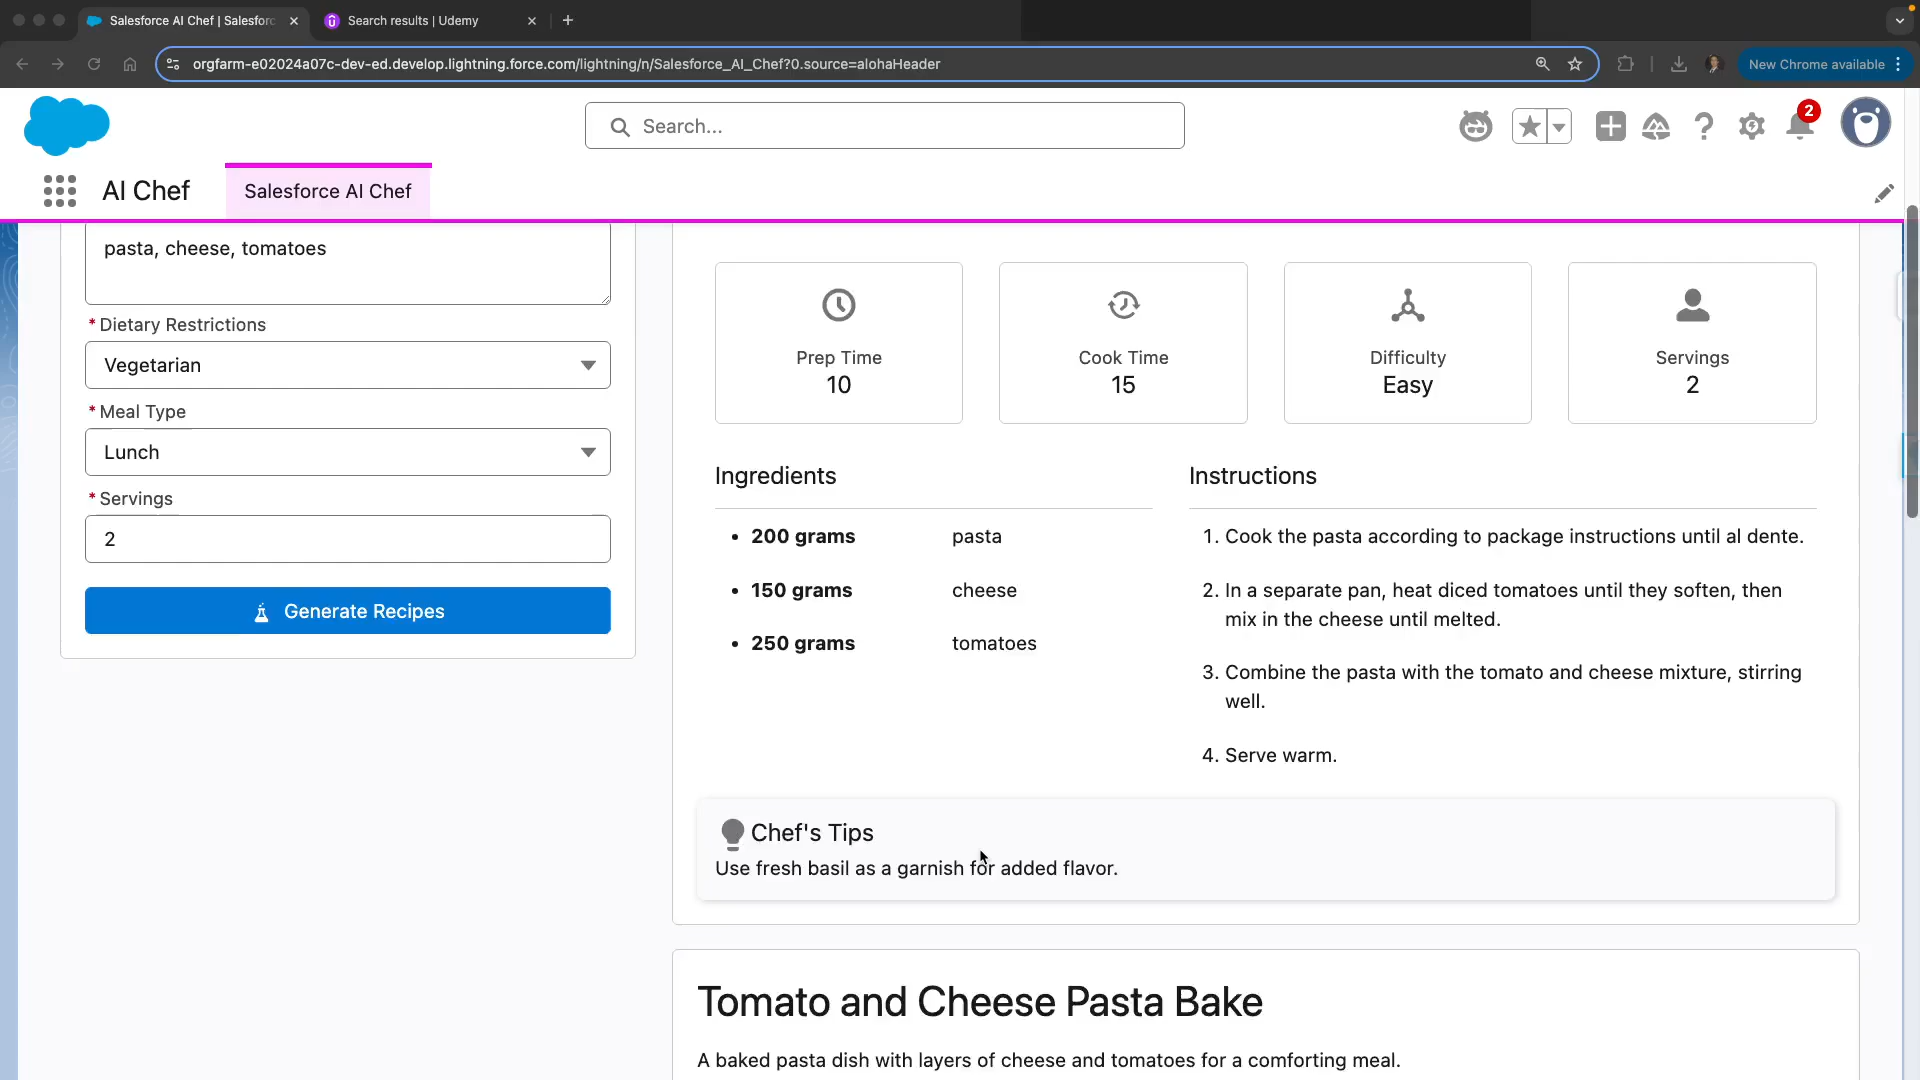 Salesforce AI Chef | Salesforc
Search results | Udemy
orgfarm-e02024a07c-dev-ed.develop.lightning.force.com/lightning/n/Salesforce_AI_Chef?0.source=alohaHeader
New Chrome available
Search...
2
AI Chef
Salesforce AI Chef
pasta, cheese, tomatoes
* Dietary Restrictions
Vegetarian
* Meal Type
Lunch
* Servings
2
Generate Recipes
Prep Time
10
Cook Time
15
Difficulty
Easy
Servings
2
Ingredients
• 200 grams pasta
• 150 grams cheese
• 250 grams tomatoes
Instructions
1. Cook the pasta according to package instructions until al dente.
2. In a separate pan, heat diced tomatoes until they soften, then
mix in the cheese until melted.
3. Combine the pasta with the tomato and cheese mixture, stirring
well.
4. Serve warm.
Chef's Tips
Use fresh basil as a garnish for added flavor.
Tomato and Cheese Pasta Bake
A baked pasta dish with layers of cheese and tomatoes for a comforting meal.